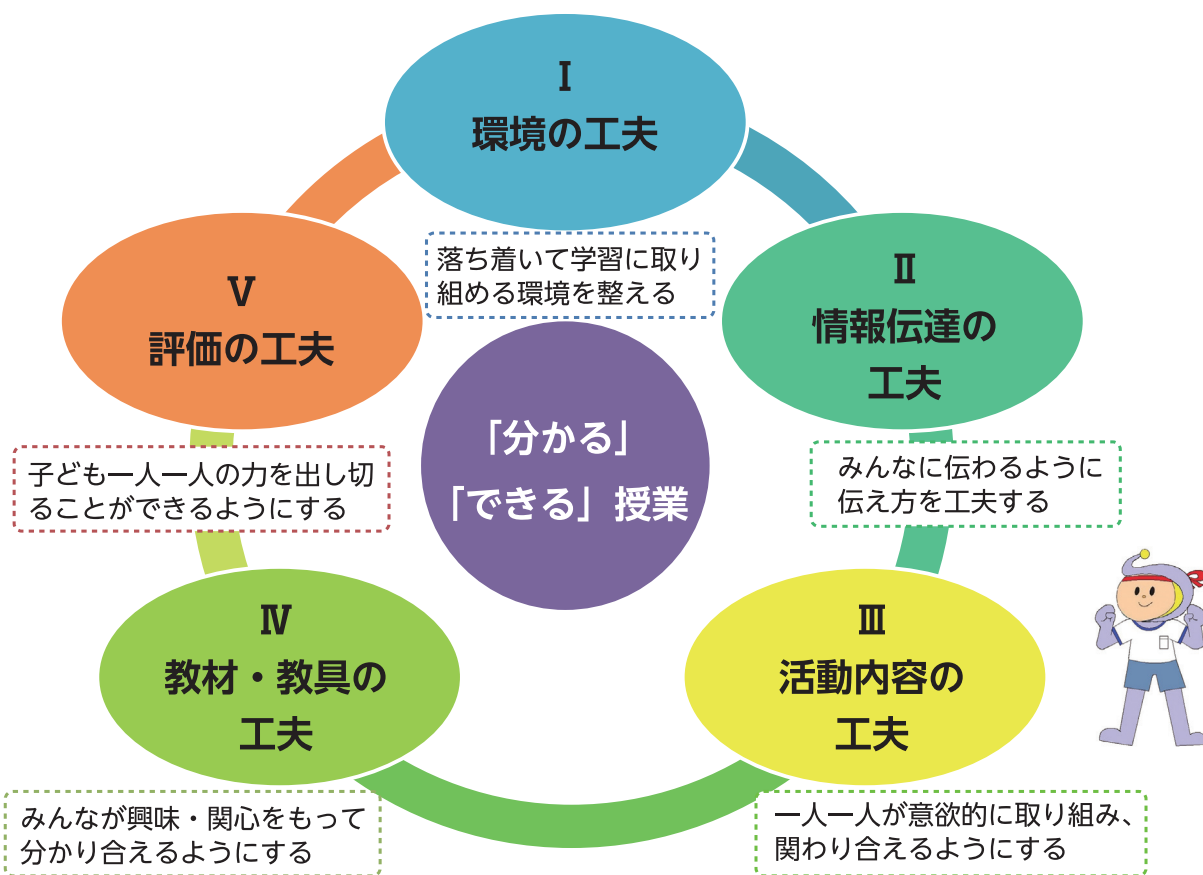 Ⅰ
環境の工夫
落ち着いて学習に取り
組める環境を整える
Ⅱ
情報伝達の
工夫
みんなに伝わるように
伝え方を工夫する
Ⅲ
活動内容の
工夫
一人一人が意欲的に取り組み、
関わり合えるようにする
Ⅳ
教材・教具の
工夫
みんなが興味・関心をもって
分かり合えるようにする
Ⅴ
評価の工夫
子ども一人一人の力を出し切
ることができるようにする
「分かる」
「できる」授業